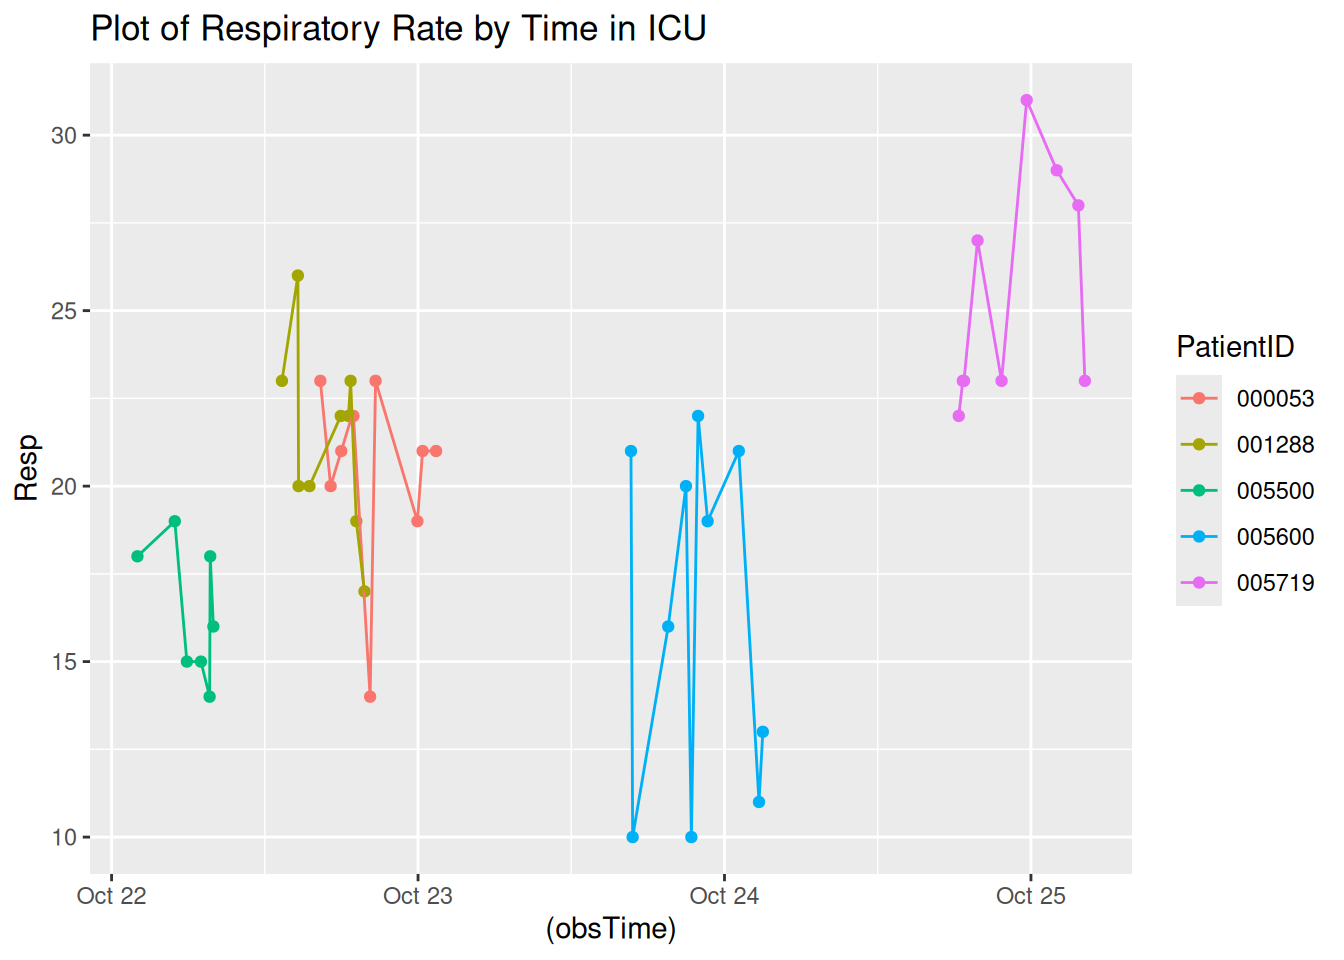 Plot of Respiratory Rate by Time in ICU
30
25
20
15
10
Resp
Oct 22
Oct 23
Oct 24
Oct 25
(obsTime)
PatientID
000053
001288
005500
005600
005719